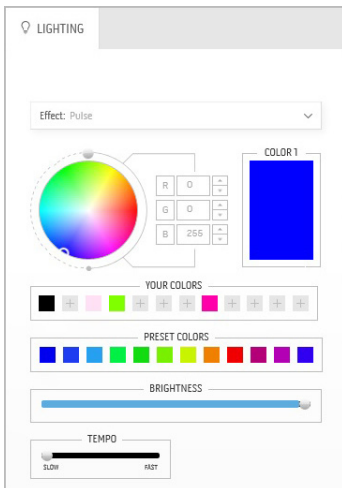 LIGHTING
Effect: Pulse
COLOR 1
R 0
G 0
B 255
YOUR COLORS
PRESET COLORS
BRIGHTNESS
TEMPO
SLOW FAST